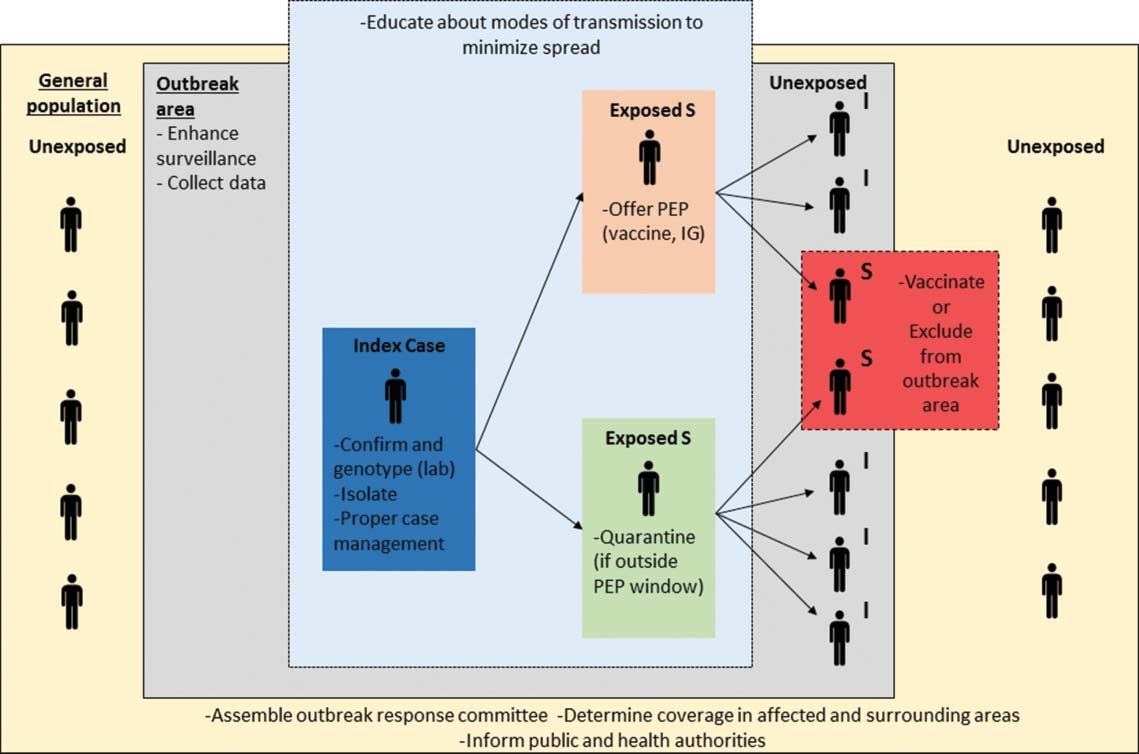 -Educate about modes of transmission to
minimize spread
General
population
Unexposed
Outbreak
area
- Enhance
surveillance
- Collect data
Index Case
-Confirm and
genotype (lab)
-Isolate
-Proper case
management
Exposed S
-Offer PEP
(vaccine, IG)
Exposed S
-Quarantine
(if outside
PEP window)
Unexposed
I
I
S
S
I
I
I
-Vaccinate
or
Exclude
from
outbreak
area
Unexposed
-Assemble outbreak response committee -Determine coverage in affected and surrounding areas
-Inform public and health authorities